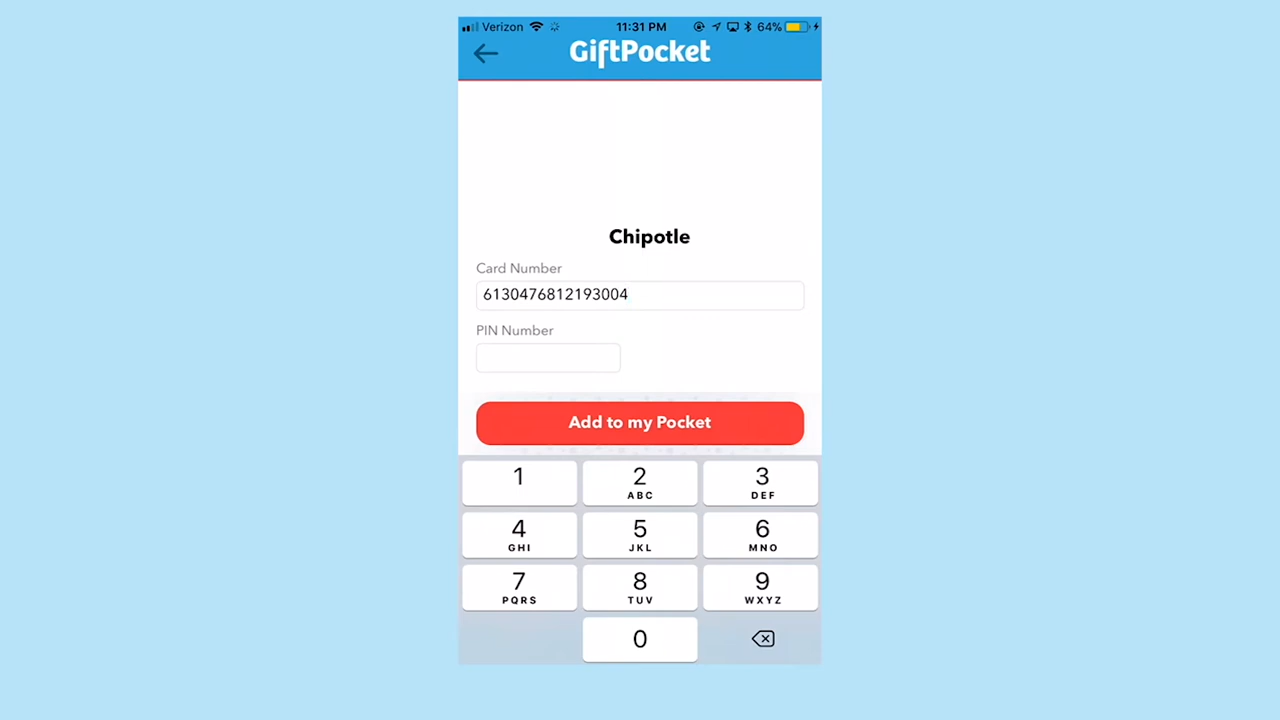 Verizon 11:31 PM 64%
GiftPocket
Chipotle
Card Number
6130476812193004
PIN Number
Add to my Pocket
1 2 3
ABC DEF
4 5 6
GHI JKL MNO
7 8 9
PQRS TUV WXYZ
0